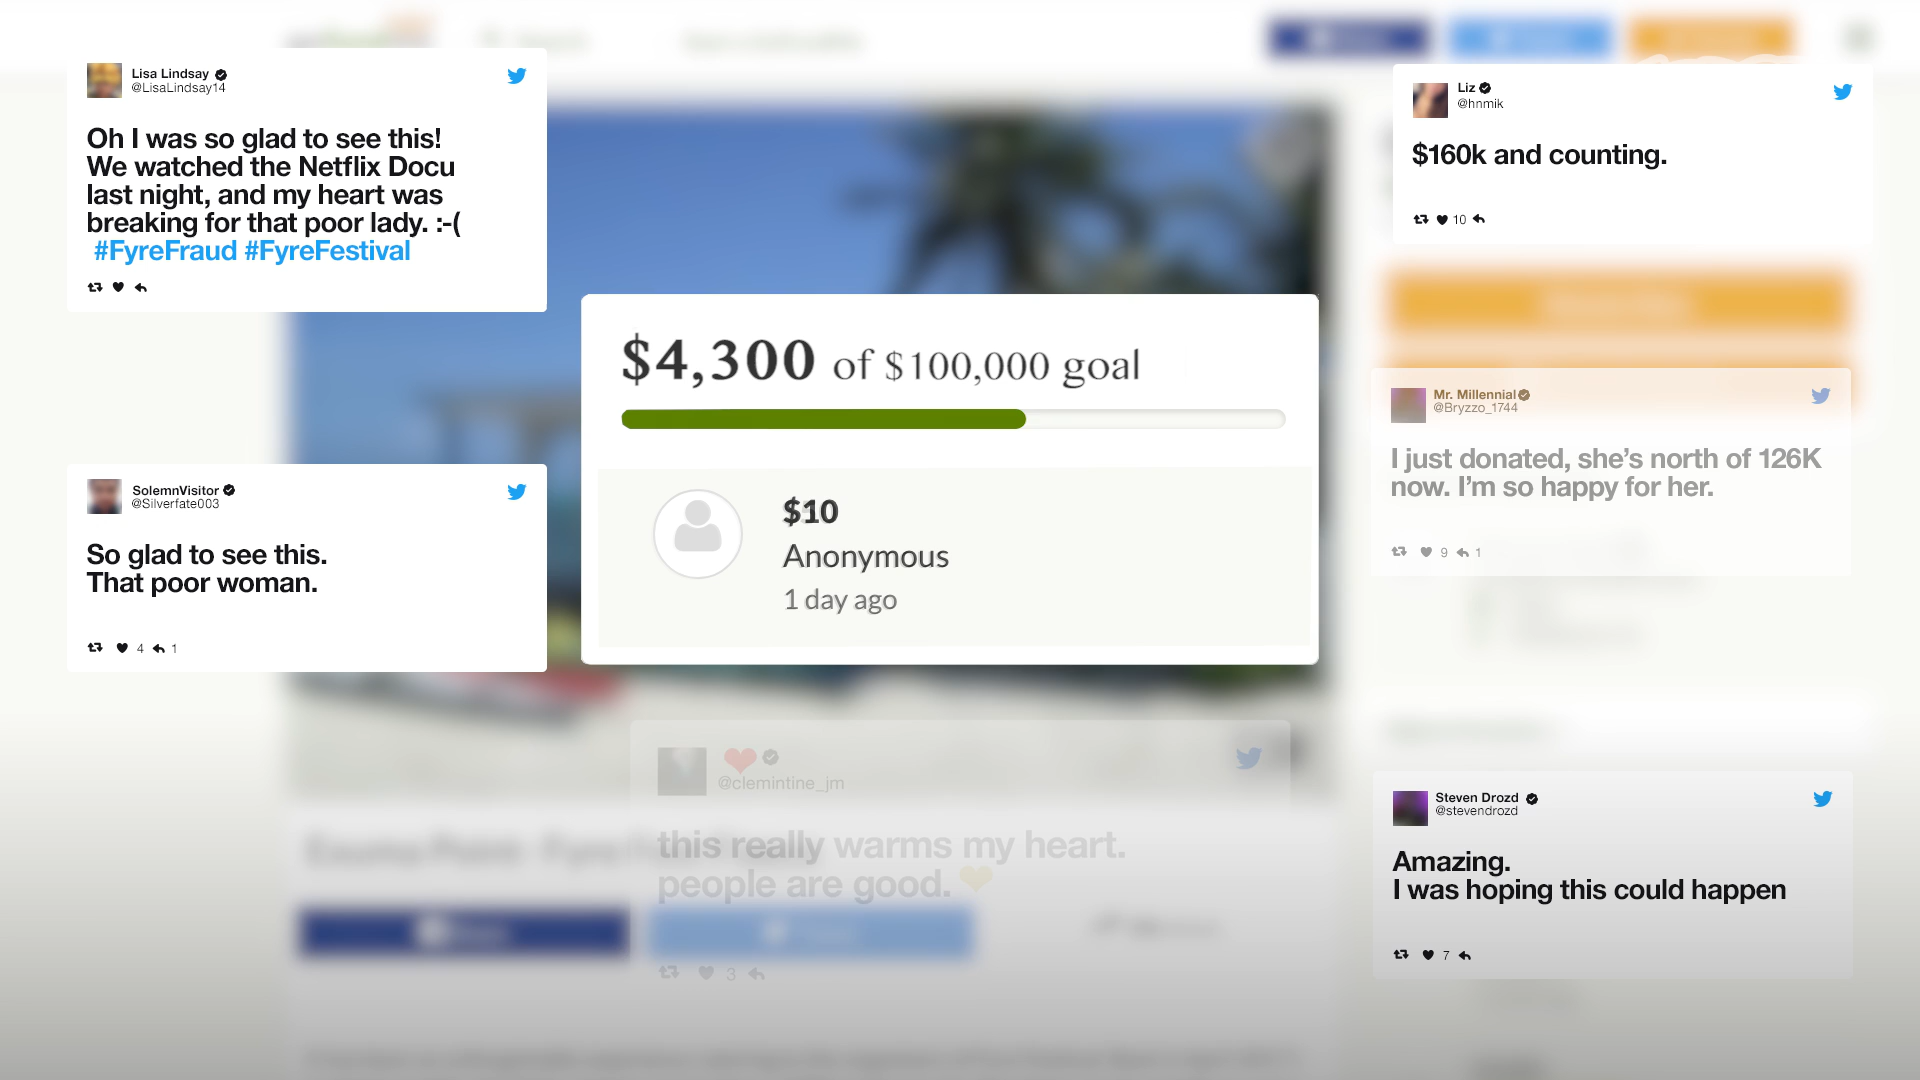 Lisa Lindsay
@LisaLindsay14
Oh I was so glad to see this!
We watched the Netflix Docu
last night, and my heart was
breaking for that poor lady. :-(
#FyreFraud #FyreFestival
SolemnVisitor
@Silverfate003
So glad to see this.
That poor woman.
4 1
$4,300 of $100,000 goal
$10
Anonymous
1 day ago
@clemintine_jm
this really warms my heart.
people are good.
3
Liz
@hnmik
$160k and counting.
10
Mr. Millennial
@Bryzzo_1744
I just donated, she's north of 126K
now. I'm so happy for her.
9 1
Steven Drozd
@stevendrozd
Amazing.
I was hoping this could happen
7